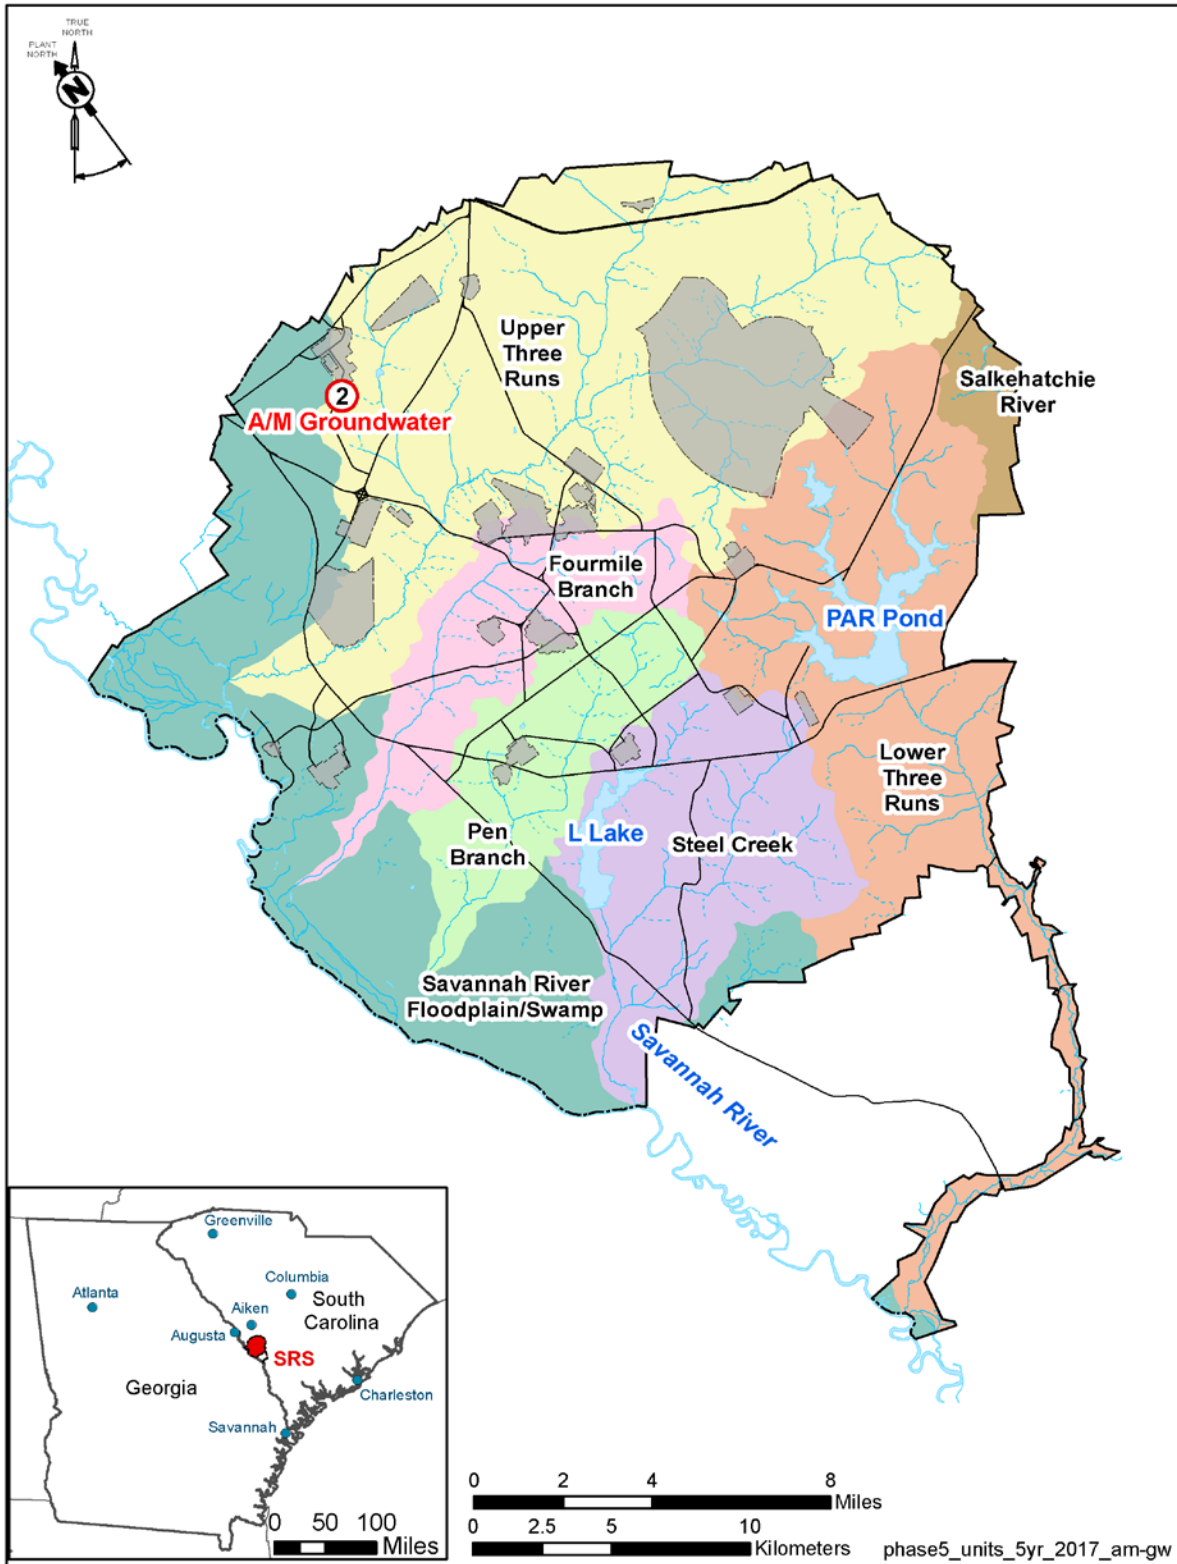 TRUE
NORTH
PLANT
NORTH
N
Upper
Three
Runs
Salkehatchie
River
2
A/M Groundwater
Fourmile
Branch
PAR Pond
Lower
Three
Runs
Pen
Branch
L Lake
Steel Creek
Savannah River
Floodplain/Swamp
Savannah River
Greenville
Columbia
Atlanta
Aiken
South
Carolina
Augusta
SRS
Georgia
Charleston
Savannah
0 50 100
Miles
0 2 4 8
Miles
0 2.5 5 10
Kilometers
phase5_units_5yr_2017_am-gw